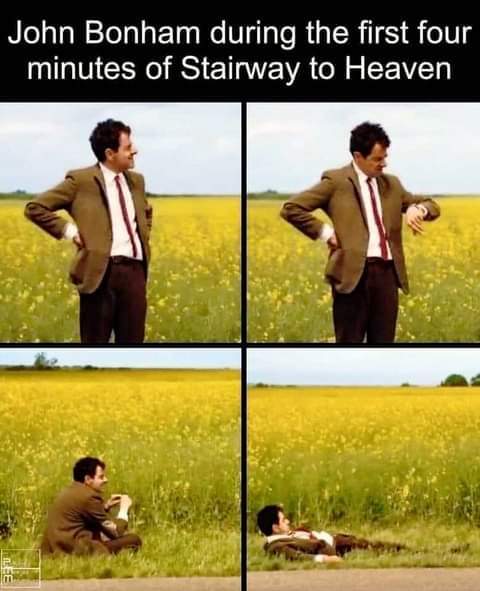 John Bonham during the first four
minutes of Stairway to Heaven